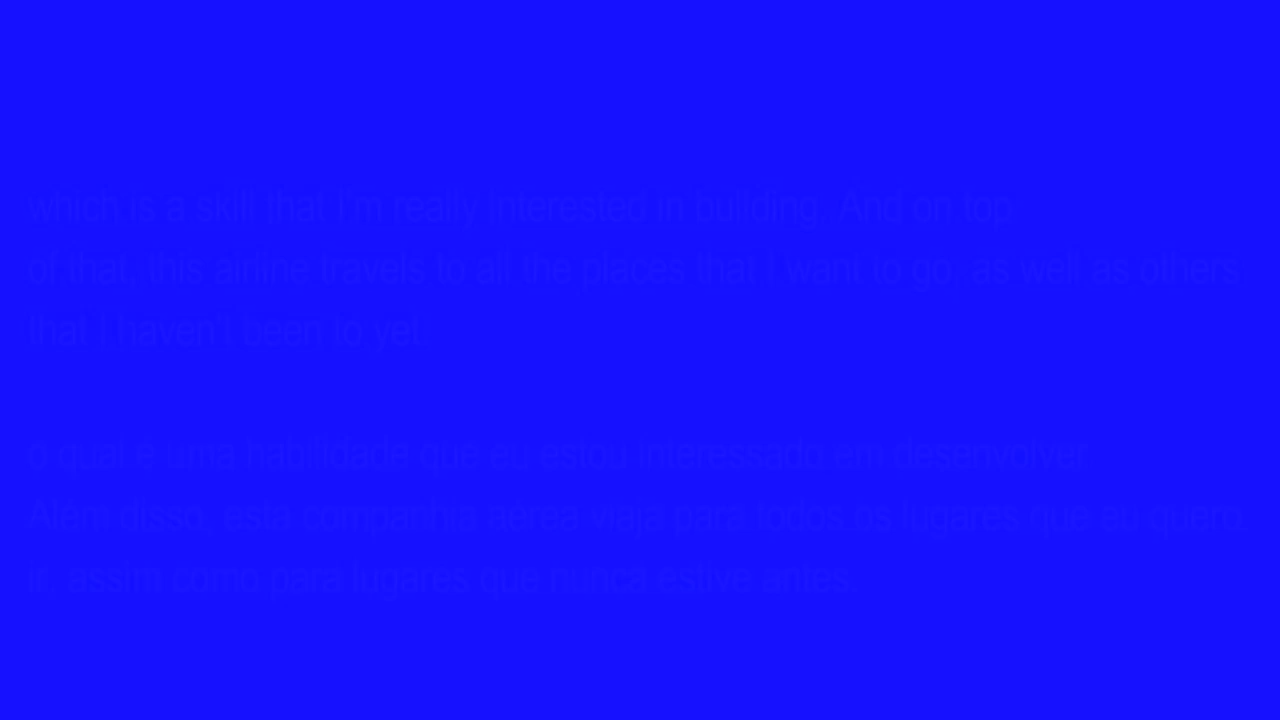 which is a skill that I'm really interested in building. And on top
of that, this airline travels to all the places that I want to go, as well as others
that I haven't been to yet.
o qual é uma habilidade que eu estou interessado em desenvolver.
Além disso, esta companhia aérea viaja para todos os lugares que eu quero
ir, assim como para lugares que nunca estive antes.